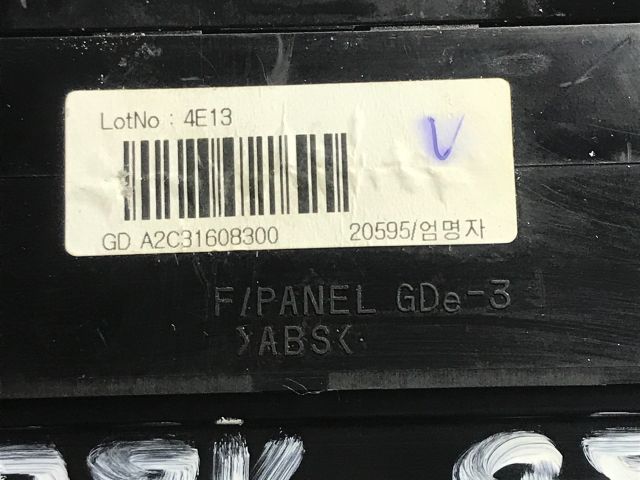 LotNo : 4E13
GD A2C31608300 20595/엄명자
F/PANEL GDe-3
>ABS<